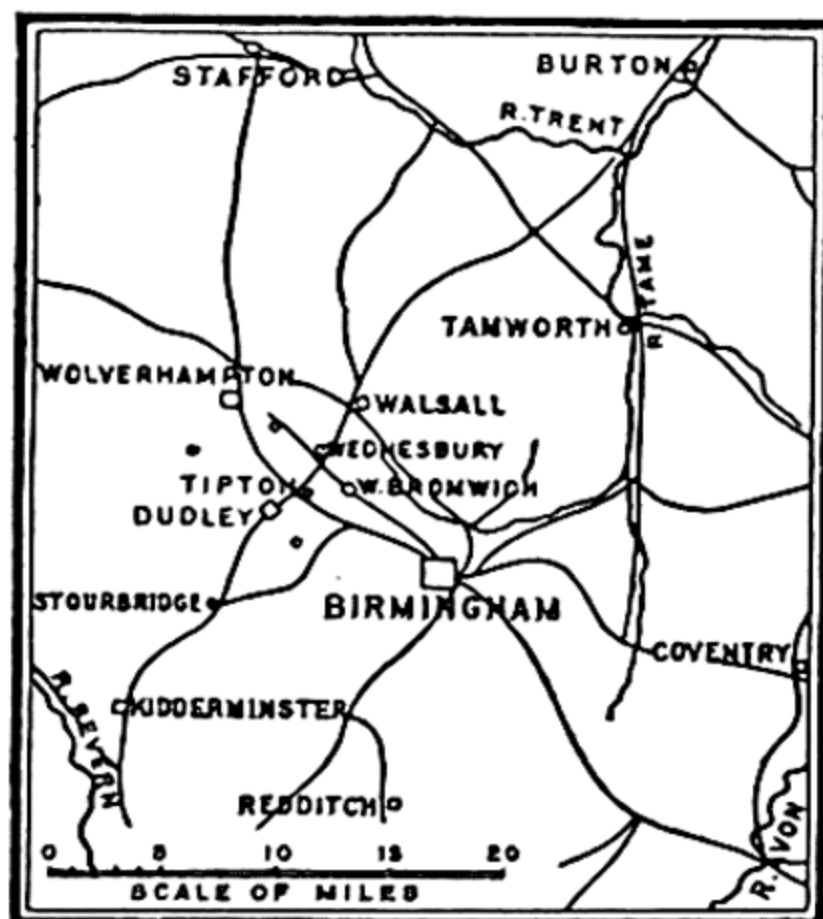 STAFFORD
BURTON
R. TRENT
R. TAME
TAMWORTH
WOLVERHAMPTON
WALSALL
WEDNESBURY
TIPTON
W. BROMWICH
DUDLEY
STOURBRIDGE
BIRMINGHAM
COVENTRY
R. SEVERN
KIDDERMINSTER
REDDITCH
R. AVON
0 5 10 15 20
SCALE OF MILES